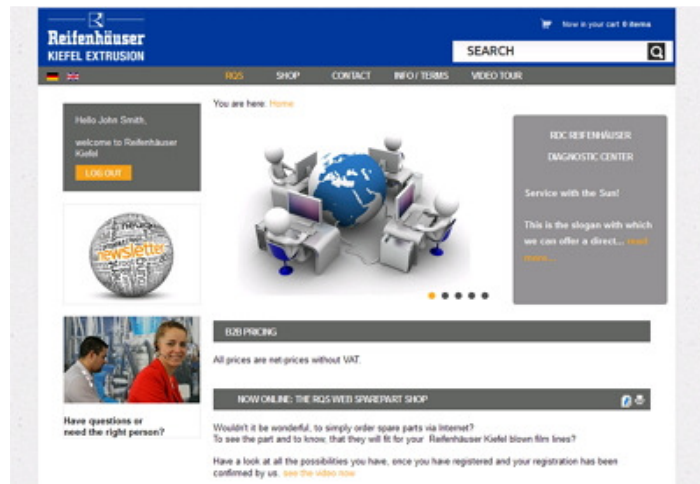 Reifenhäuser
KIEFEL EXTRUSION
Now in your cart 0 items
SEARCH
RQS SHOP CONTACT INFO / TERMS VIDEO TOUR
You are here: Home
Hello John Smith,
welcome to Reifenhäuser
Kiefel
LOG OUT
newsletter
Have questions or
need the right person?
RDC REIFENHÄUSER
DIAGNOSTIC CENTER
Service with the Sun!
This is the slogan with which
we can offer a direct... read
more...
B2B PRICING
All prices are net-prices without VAT.
NOW ONLINE: THE RQS WEB SPAREPART SHOP
Wouldn't it be wonderful, to simply order spare parts via Internet?
To see the part and to know, that they will fit for your Reifenhäuser Kiefel blown film lines?
Have a look at all the possibilities you have, once you have registered and your registration has been
confirmed by us. see the video now